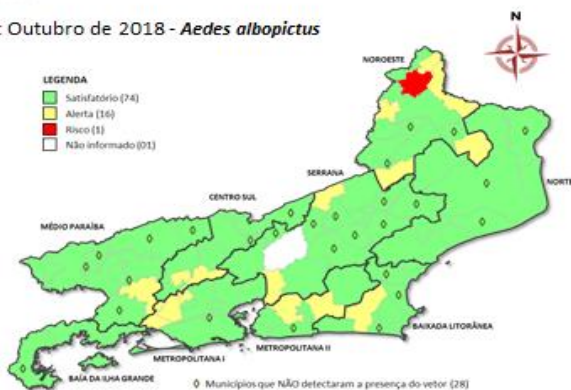 : Outubro de 2018 - Aedes albopictus
N
LEGENDA
Satisfatório (74)
Alerta (16)
Risco (1)
Não informado (01)
NOROESTE
NORTE
SERRANA
CENTRO SUL
MÉDIO PARAÍBA
BAIXADA LITORÂNEA
METROPOLITANA II
METROPOLITANA I
BAÍA DA ILHA GRANDE
Municípios que NÃO detectaram a presença do vetor (28)